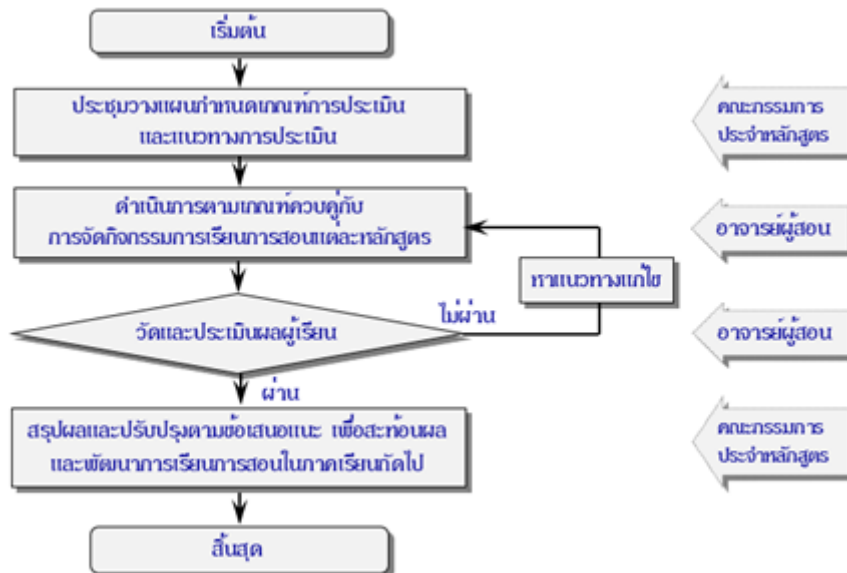 เริ่มต้น
ประชุมวางแผนกำหนดเกณฑ์การประเมิน
และแนวทางการประเมิน
คณะกรรมการ
ประจำหลักสูตร
ดำเนินการตามเกณฑ์ควบคู่กับ
การจัดกิจกรรมการเรียนการสอนแต่ละหลักสูตร
อาจารย์ผู้สอน
หาแนวทางแก้ไข
วัดและประเมินผลผู้เรียน
ไม่ผ่าน
อาจารย์ผู้สอน
ผ่าน
สรุปผลและปรับปรุงตามข้อเสนอแนะ เพื่อสะท้อนผล
และพัฒนาการเรียนการสอนในภาคเรียนถัดไป
คณะกรรมการ
ประจำหลักสูตร
สิ้นสุด